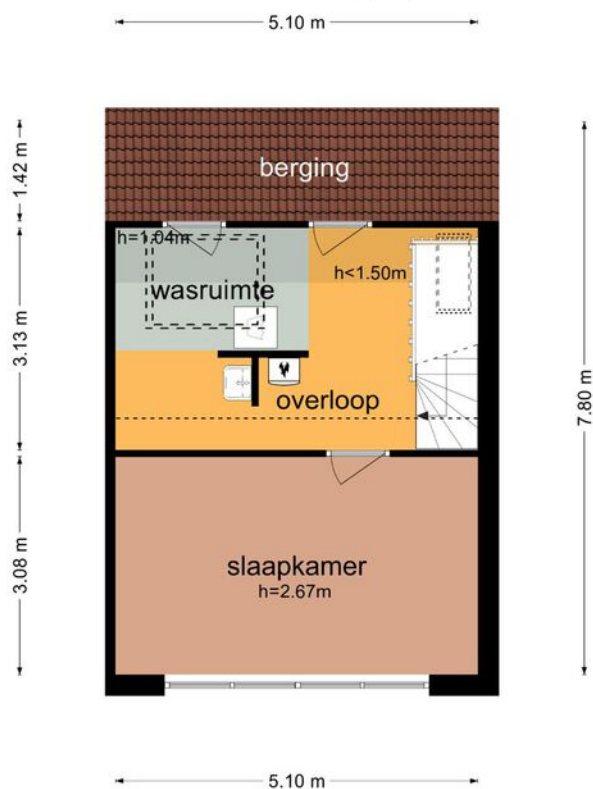 5.10 m
1.42 m
berging
h=1.04m
h<1.50m
wasruimte
3.13 m
overloop
7.80 m
3.08 m
slaapkamer
h=2.67m
5.10 m